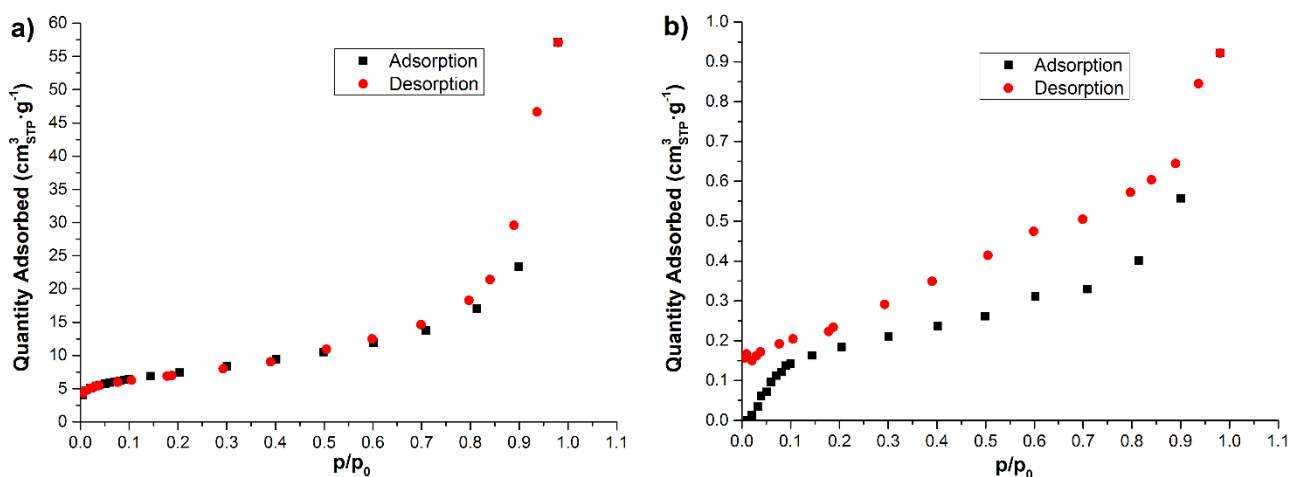 a)
Quantity Adsorbed (cm³STP·g⁻¹)
60
55
50
45
40
35
30
25
20
15
10
5
0
Adsorption
Desorption
0.0 0.1 0.2 0.3 0.4 0.5 0.6 0.7 0.8 0.9 1.0 1.1
p/p₀
b)
Quantity Adsorbed (cm³STP·g⁻¹)
1.0
0.9
0.8
0.7
0.6
0.5
0.4
0.3
0.2
0.1
0.0
Adsorption
Desorption
0.0 0.1 0.2 0.3 0.4 0.5 0.6 0.7 0.8 0.9 1.0 1.1
p/p₀